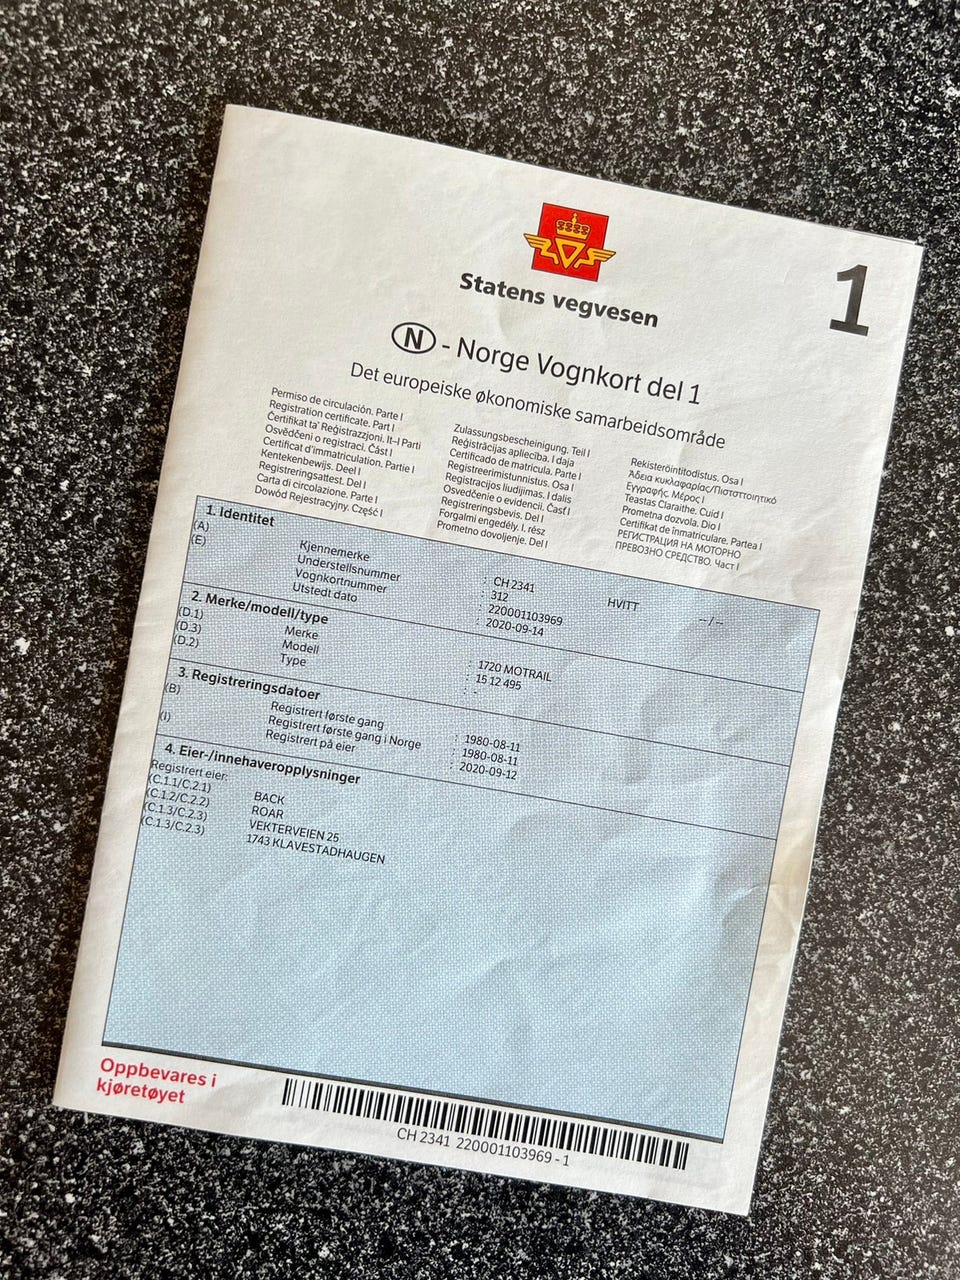 1
Statens vegvesen
N - Norge Vognkort del 1
Det europeiske økonomiske samarbeidsområde
Permiso de circulación. Parte I
Registration certificate. Part I
Ċertifikat ta' Reġistrazzjoni. It-I Parti
Osvědčeni o registraci. Část I
Certificat d'immatriculation. Partie I
Kentekenbewijs. Deel I
Registreringsattest. Del I
Carta di circolazione. Parte I
Dowód Rejestracyjny. Część I
Zulassungsbescheinigung. Teil I
Reģistrācijas apliecība. I daļa
Certificado de matrícula. Parte I
Registreerimistunnistus. Osa I
Registracijos liudijimas. I dalis
Osvedčenie o evidencii. Časť I
Registreringsbevis. Del I
Forgalmi engedély. I. rész
Prometno dovoljenje. Del I
Rekisteröintitodistus. Osa I
Άδεια κυκλαφαρίας/Πιστοττοιητικό
Εγγραφής. Μέρος I
Teastas Claraithe. Cuid I
Prometna dozvola. Dio I
Certificat de înmatriculare. Partea I
РЕГИСТРАЦИЯ НА МОТОРНО
ПРЕВОЗНО СРЕДСТВО. Част I
1. Identitet
(A) Kjennemerke : CH 2341 HVITT -- / --
(E) Understellsnummer : 312
Vognkortnummer : 220001103969
Utstedt dato : 2020-09-14
2. Merke/modell/type
(D.1) Merke : 1720 MOTRAIL
(D.3) Modell : 15 12 495
(D.2) Type : -
3. Registreringsdatoer
(B) Registrert første gang : 1980-08-11
Registrert første gang i Norge : 1980-08-11
(I) Registrert på eier : 2020-09-12
4. Eier-/innehaveropplysninger
Registrert eier:
(C.1.1/C.2.1) BACK
(C.1.2/C.2.2) ROAR
(C.1.3/C.2.3) VEKTERVEIEN 25
(C.1.3/C.2.3) 1743 KLAVESTADHAUGEN
Oppbevares i
kjøretøyet
CH 2341 220001103969 - 1